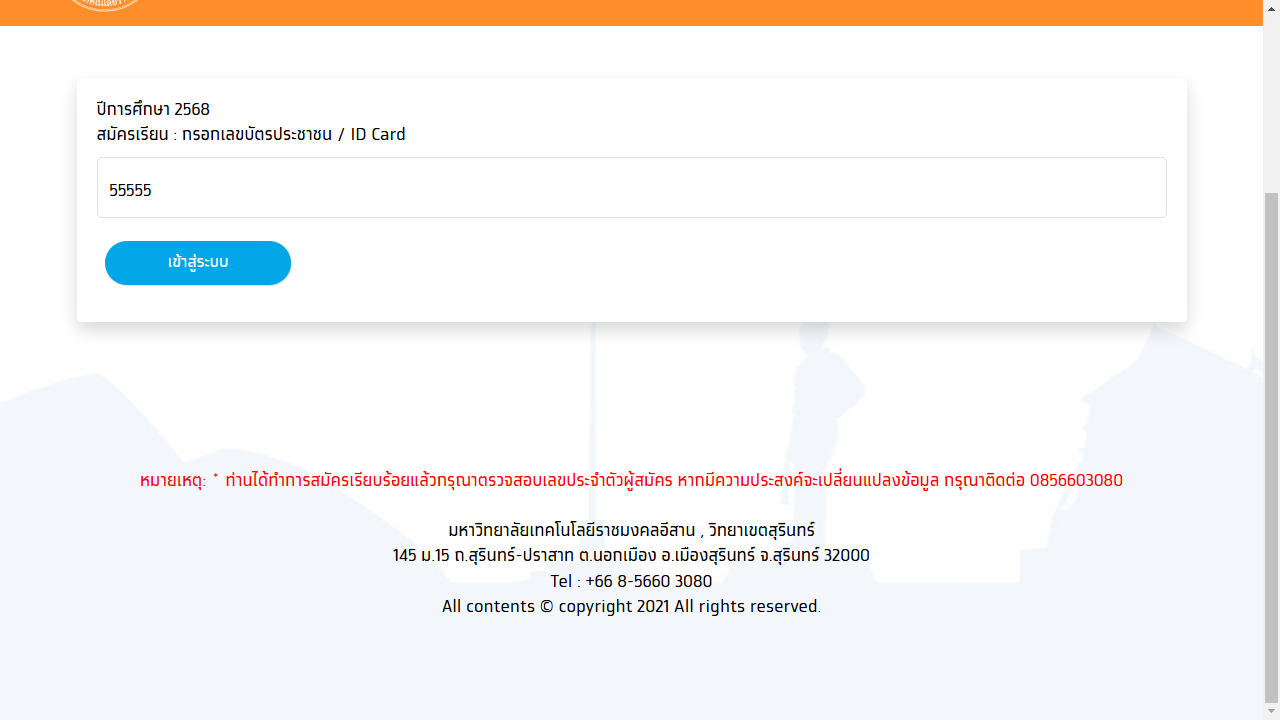 ปีการศึกษา 2568
สมัครเรียน : กรอกเลขบัตรประชาชน / ID Card
55555
เข้าสู่ระบบ
หมายเหตุ: * ท่านได้ทำการสมัครเรียบร้อยแล้วกรุณาตรวจสอบเลขประจำตัวผู้สมัคร หากมีความประสงค์จะเปลี่ยนแปลงข้อมูล กรุณาติดต่อ 0856603080
มหาวิทยาลัยเทคโนโลยีราชมงคลอีสาน , วิทยาเขตสุรินทร์
145 ม.15 ถ.สุรินทร์-ปราสาท ต.นอกเมือง อ.เมืองสุรินทร์ จ.สุรินทร์ 32000
Tel : +66 8-5660 3080
All contents © copyright 2021 All rights reserved.